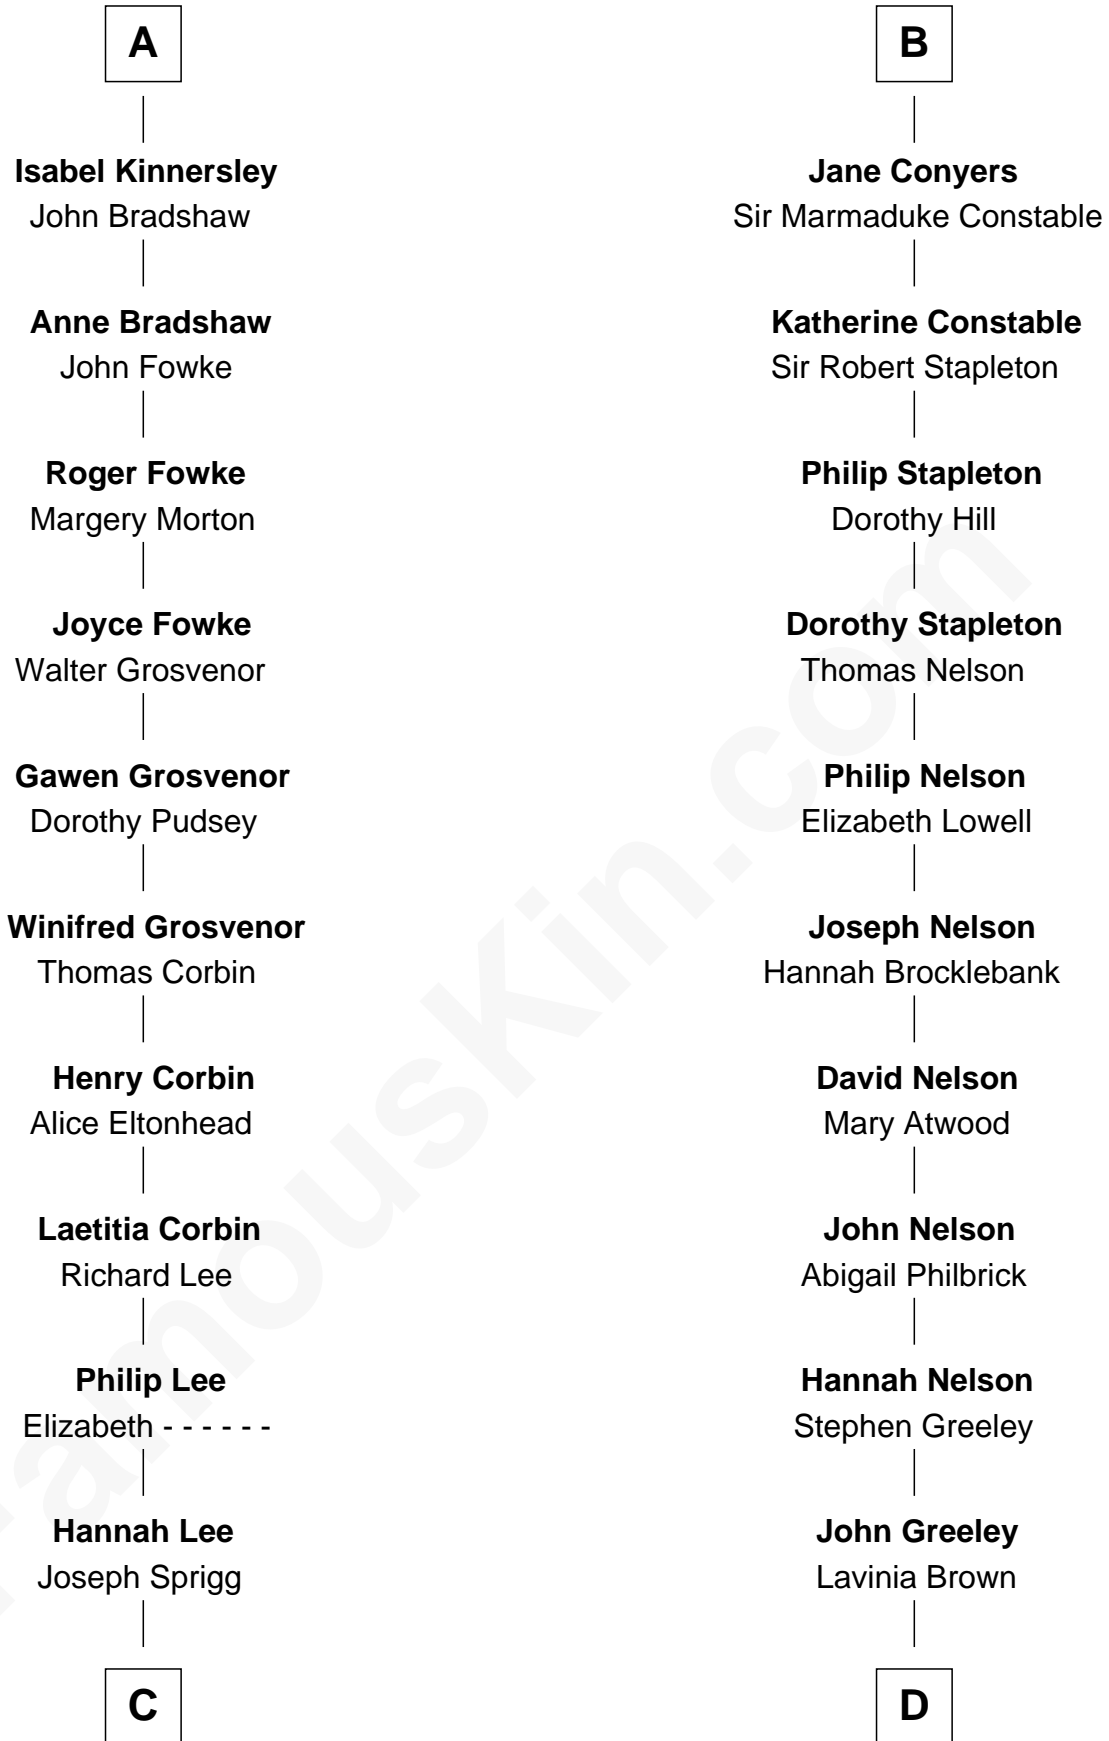 A
Isabel Kinnersley
John Bradshaw
Anne Bradshaw
John Fowke
Roger Fowke
Margery Morton
Joyce Fowke
Walter Grosvenor
Gawen Grosvenor
Dorothy Pudsey
Winifred Grosvenor
Thomas Corbin
Henry Corbin
Alice Eltonhead
Laetitia Corbin
Richard Lee
Philip Lee
Elizabeth - - - - - -
Hannah Lee
Joseph Sprigg
C
B
Jane Conyers
Sir Marmaduke Constable
Katherine Constable
Sir Robert Stapleton
Philip Stapleton
Dorothy Hill
Dorothy Stapleton
Thomas Nelson
Philip Nelson
Elizabeth Lowell
Joseph Nelson
Hannah Brocklebank
David Nelson
Mary Atwood
John Nelson
Abigail Philbrick
Hannah Nelson
Stephen Greeley
John Greeley
Lavinia Brown
D
FamousKin.com